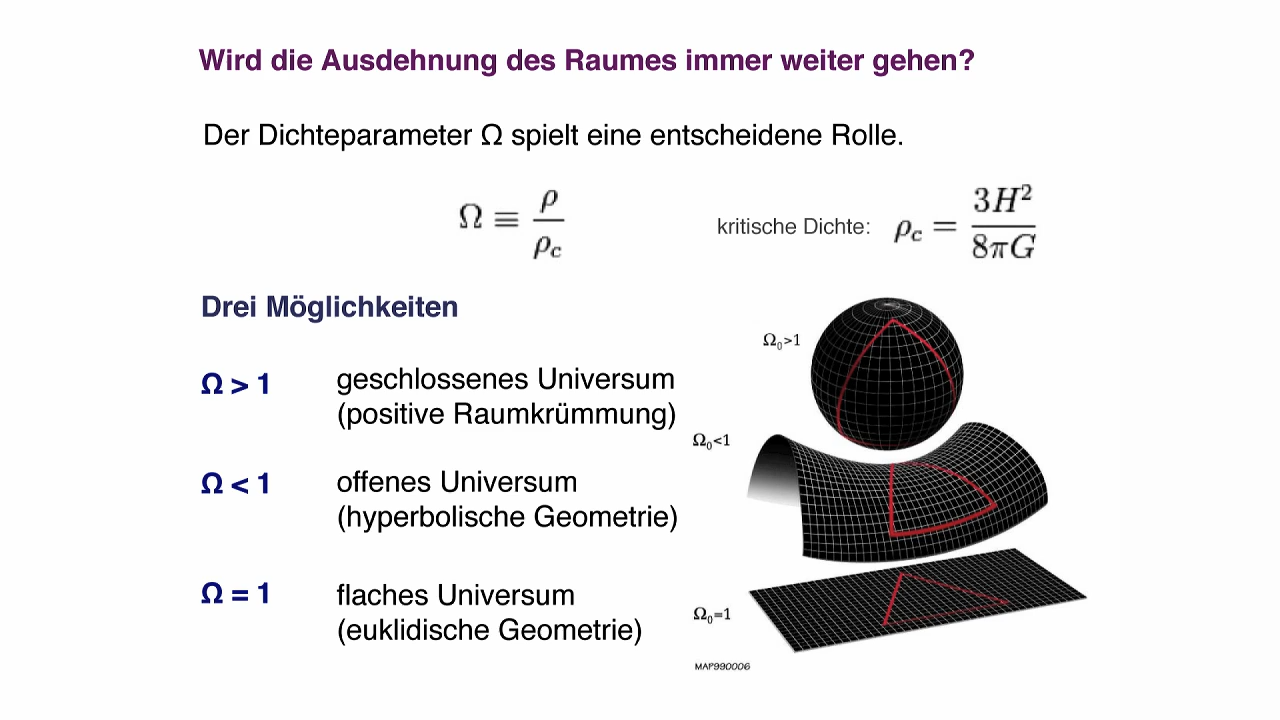 Wird die Ausdehnung des Raumes immer weiter gehen?
Der Dichteparameter Ω spielt eine entscheidene Rolle.
Ω ≡ ρ/ρc
kritische Dichte: ρc = 3H²/8πG
Drei Möglichkeiten
Ω > 1 geschlossenes Universum
(positive Raumkrümmung)
Ω < 1 offenes Universum
(hyperbolische Geometrie)
Ω = 1 flaches Universum
(euklidische Geometrie)
Ω₀>1
Ω₀<1
Ω₀=1
MAP990006